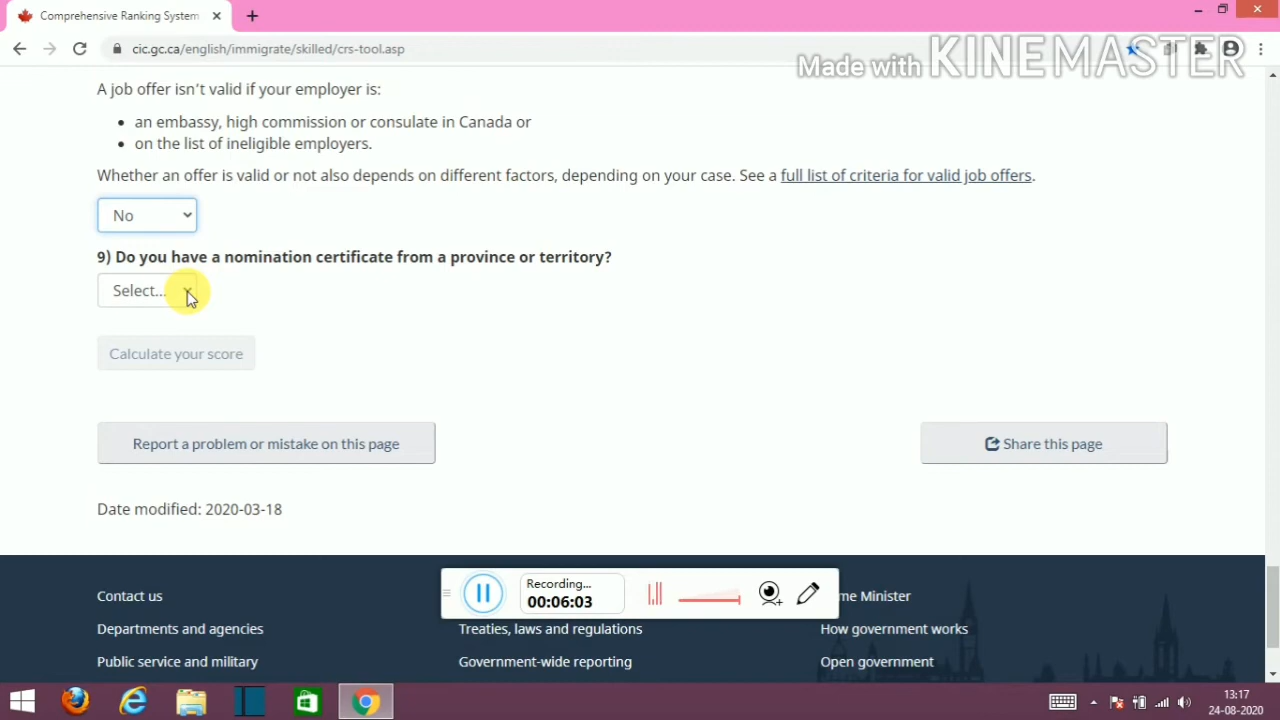 Comprehensive Ranking System
cic.gc.ca/english/immigrate/skilled/crs-tool.asp
Made with KINEMASTER
A job offer isn't valid if your employer is:
an embassy, high commission or consulate in Canada or
on the list of ineligible employers.
Whether an offer is valid or not also depends on different factors, depending on your case. See a full list of criteria for valid job offers.
No
9) Do you have a nomination certificate from a province or territory?
Select...
Calculate your score
Report a problem or mistake on this page
Share this page
Date modified: 2020-03-18
Recording...
00:06:03
Contact us
Minister
Departments and agencies
Treaties, laws and regulations
How government works
Public service and military
Government-wide reporting
Open government
13:17
24-08-2020